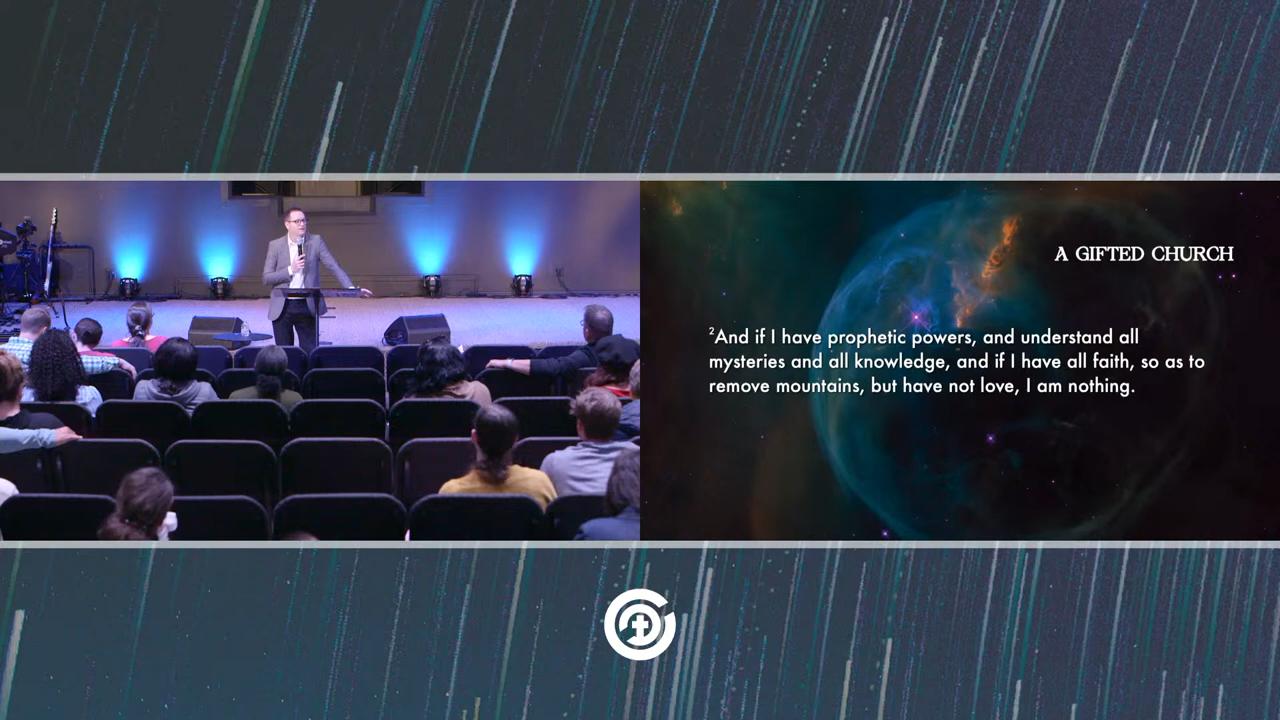 A GIFTED CHURCH
²And if I have prophetic powers, and understand all
mysteries and all knowledge, and if I have all faith, so as to
remove mountains, but have not love, I am nothing.